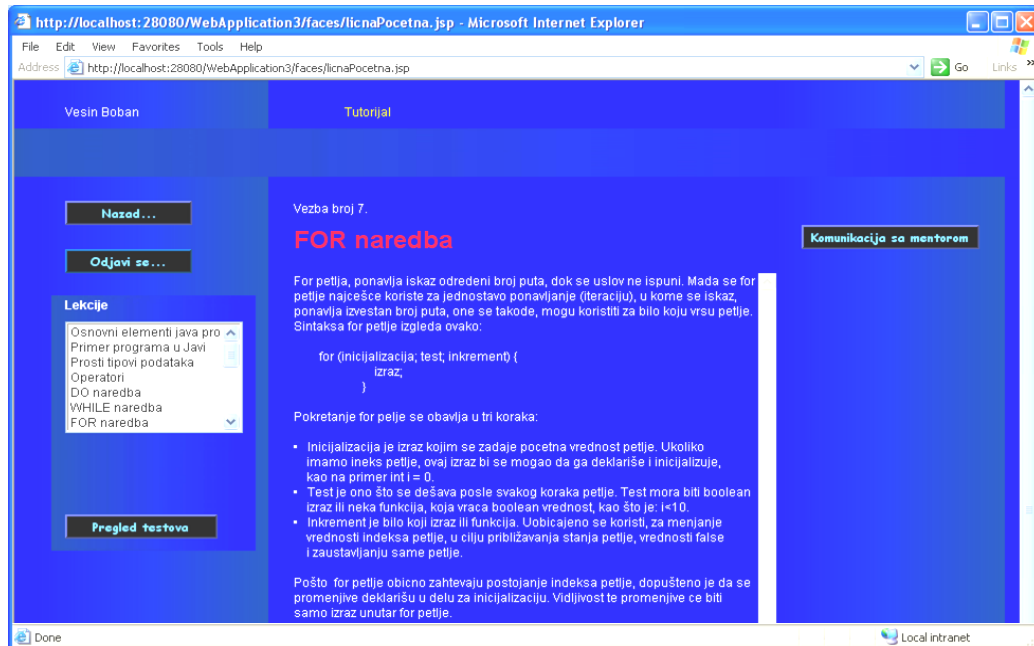 http://localhost:28080/WebApplication3/faces/licnaPocetna.jsp - Microsoft Internet Explorer
File Edit View Favorites Tools Help
Address http://localhost:28080/WebApplication3/faces/licnaPocetna.jsp Go Links »
Vesin Boban
Tutorijal
Nazad...
Odjavi se...
Lekcije
Osnovni elementi java pro
Primer programa u Javi
Prosti tipovi podataka
Operatori
DO naredba
WHILE naredba
FOR naredba
Pregled testova
Vezba broj 7.
FOR naredba
For petlja, ponavlja iskaz odredeni broj puta, dok se uslov ne ispuni. Mada se for
petlje najcešce koriste za jednostavo ponavljanje (iteraciju), u kome se iskaz,
ponavlja izvestan broj puta, one se takode, mogu koristiti za bilo koju vrsu petlje.
Sintaksa for petlje izgleda ovako:
for (inicijalizacija; test; inkrement) {
izraz;
}
Pokretanje for pelje se obavlja u tri koraka:
• Inicijalizacija je izraz kojim se zadaje pocetna vrednost petlje. Ukoliko
imamo ineks petlje, ovaj izraz bi se mogao da ga deklariše i inicijalizuje,
kao na primer int i = 0.
• Test je ono što se dešava posle svakog koraka petlje. Test mora biti boolean
izraz ili neka funkcija, koja vraca boolean vrednost, kao što je: i<10.
• Inkrement je bilo koji izraz ili funkcija. Uobicajeno se koristi, za menjanje
vrednosti indeksa petlje, u cilju približavanja stanja petlje, vrednosti false
i zaustavljanju same petlje.
Pošto for petlje obicno zahtevaju postojanje indeksa petlje, dopušteno je da se
promenjive deklarišu u delu za inicijalizaciju. Vidljivost te promenjive ce biti
samo izraz unutar for petlje.
Komunikacija sa mentorom
Done
Local intranet